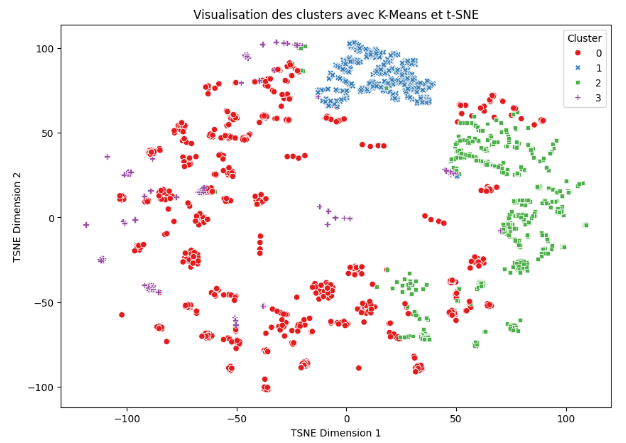 Visualisation des clusters avec K-Means et t-SNE
Cluster
0
1
2
3
100
50
0
−50
−100
TSNE Dimension 2
−100 −50 0 50 100
TSNE Dimension 1